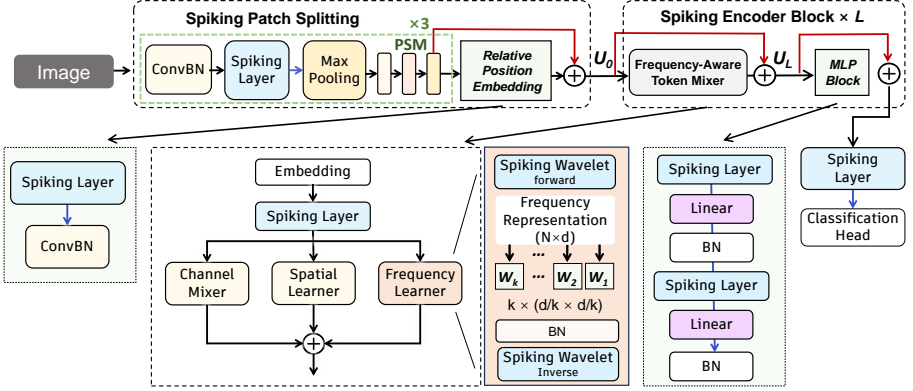 Spiking Patch Splitting
Spiking Encoder Block × L
×3
PSM
Image
ConvBN
Spiking
Layer
Max
Pooling
Relative
Position
Embedding
U0
Frequency-Aware
Token Mixer
UL
MLP
Block
Spiking Layer
ConvBN
Embedding
Spiking Layer
Channel
Mixer
Spatial
Learner
Frequency
Learner
Spiking Wavelet
forward
Frequency
Representation
(N×d)
... ...
Wk W2 W1
...
k × (d/k × d/k)
BN
Spiking Wavelet
Inverse
Spiking Layer
Linear
BN
Spiking Layer
Linear
BN
Spiking
Layer
Classification
Head